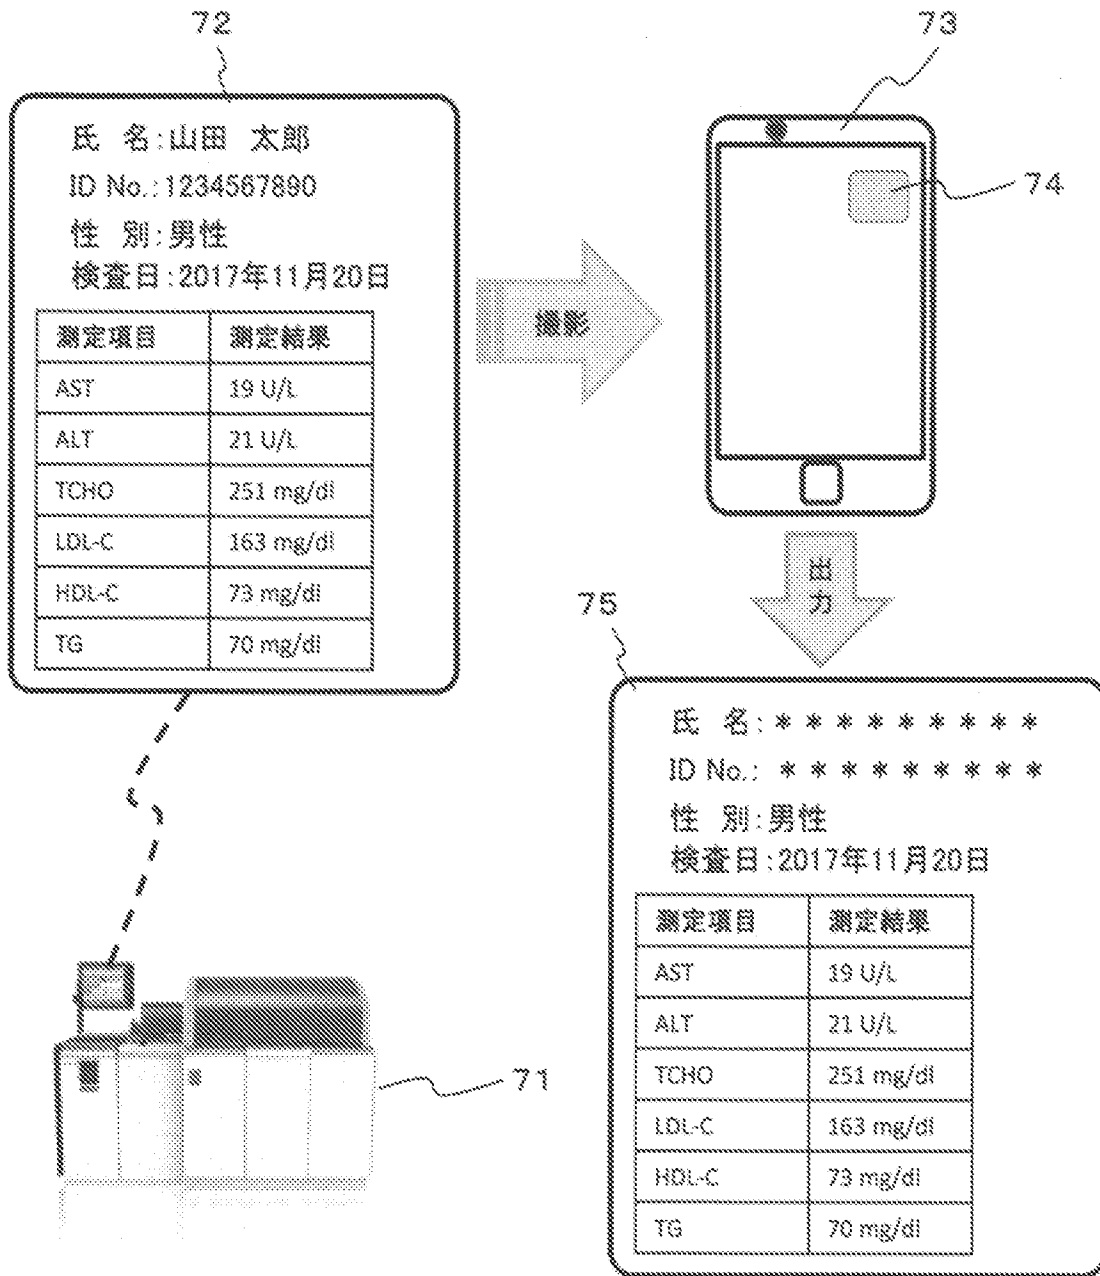 72
氏 名:山田 太郎
ID No.:1234567890
性 別:男性
検査日:2017年11月20日
測定項目 測定結果
AST 19 U/L
ALT 21 U/L
TCHO 251 mg/dl
LDL-C 163 mg/dl
HDL-C 73 mg/dl
TG 70 mg/dl
撮影
73
74
出力
75
氏 名:* * * * * * * * *
ID No.: * * * * * * * * *
性 別:男性
検査日:2017年11月20日
測定項目 測定結果
AST 19 U/L
ALT 21 U/L
TCHO 251 mg/dl
LDL-C 163 mg/dl
HDL-C 73 mg/dl
TG 70 mg/dl
71